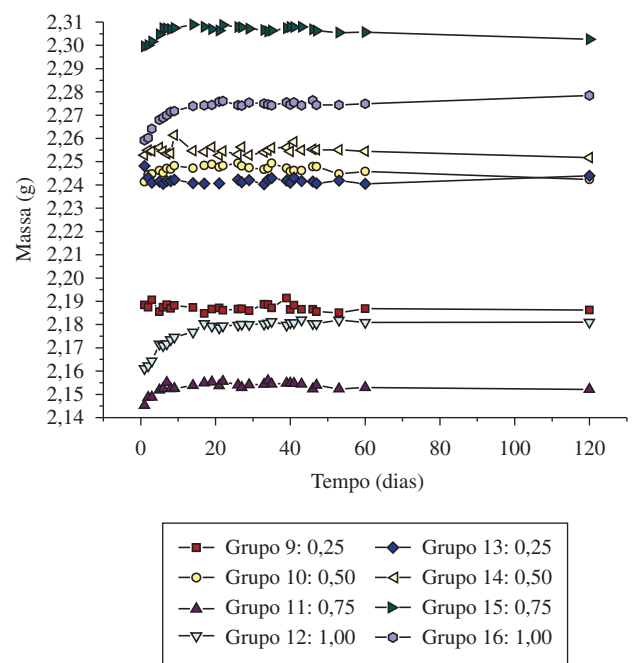 2,31
2,30
2,29
2,28
2,27
2,26
2,25
2,24
2,23
2,22
2,21
2,20
2,19
2,18
2,17
2,16
2,15
2,14
Massa (g)
0 20 40 60 80 100 120
Tempo (dias)
Grupo 9: 0,25 Grupo 13: 0,25
Grupo 10: 0,50 Grupo 14: 0,50
Grupo 11: 0,75 Grupo 15: 0,75
Grupo 12: 1,00 Grupo 16: 1,00